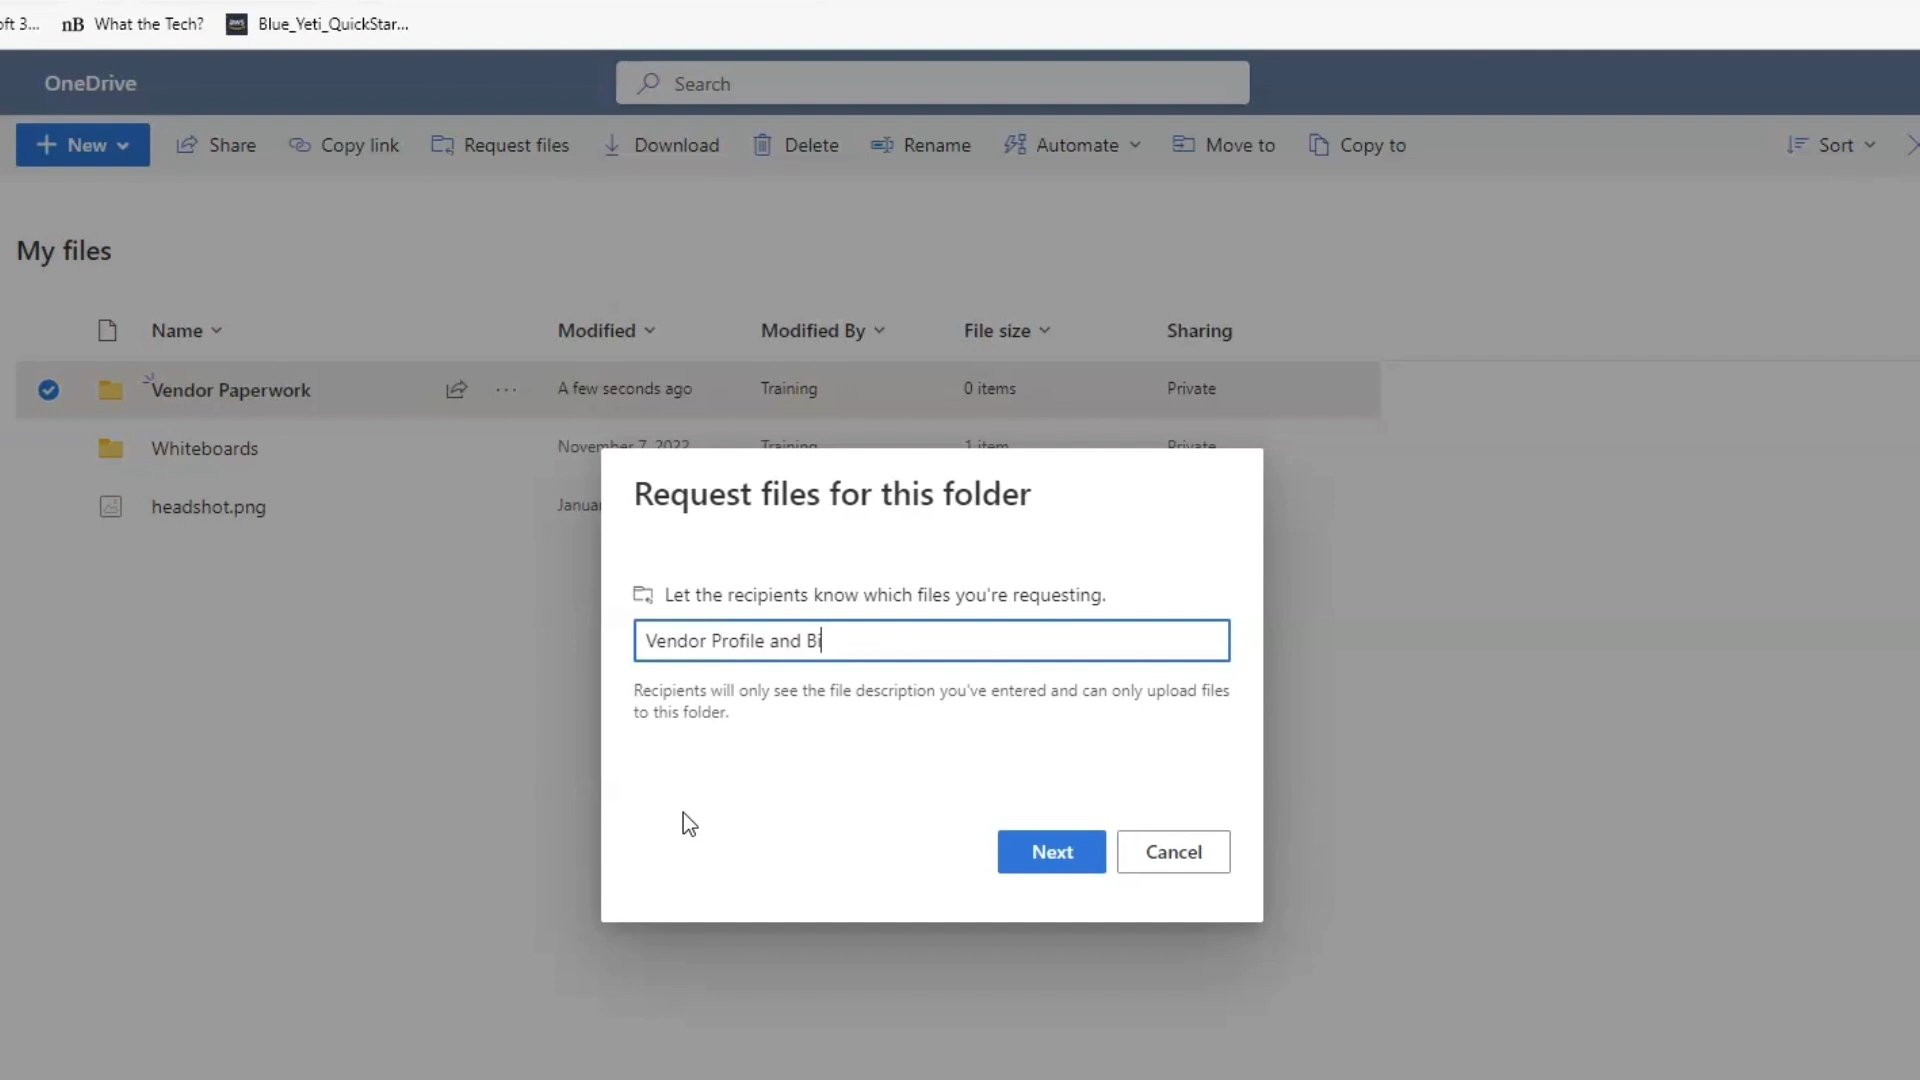 oft 3... nB What the Tech? aws Blue_Yeti_QuickStar...
OneDrive Search
New Share Copy link Request files Download Delete Rename Automate Move to Copy to Sort
My files
Name Modified Modified By File size Sharing
Vendor Paperwork ... A few seconds ago Training 0 items Private
Whiteboards November 7, 2022 Training 1 item Private
headshot.png Januar
Request files for this folder
Let the recipients know which files you're requesting.
Vendor Profile and Bi
Recipients will only see the file description you've entered and can only upload files
to this folder.
Next Cancel